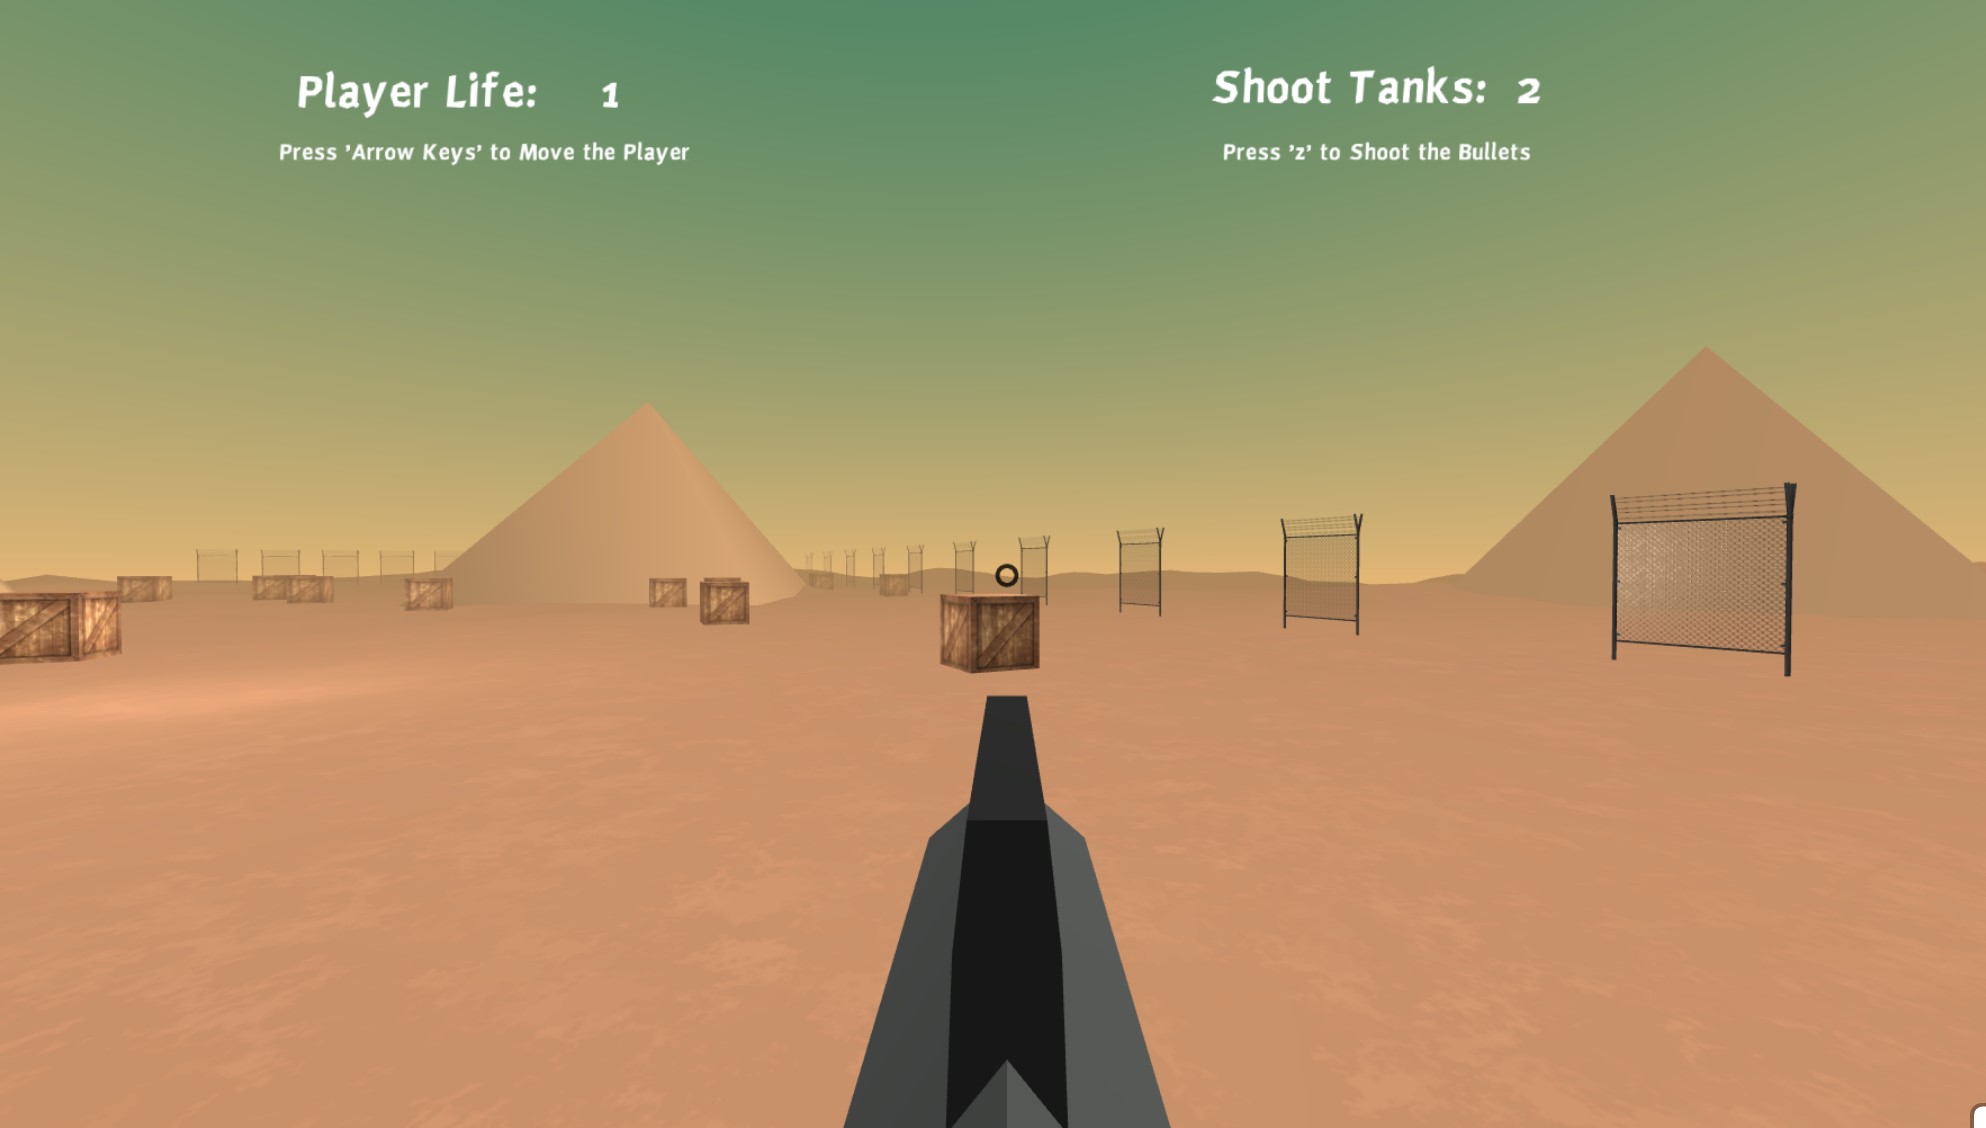 Player Life: 1
Shoot Tanks: 2
Press 'Arrow Keys' to Move the Player
Press 'z' to Shoot the Bullets